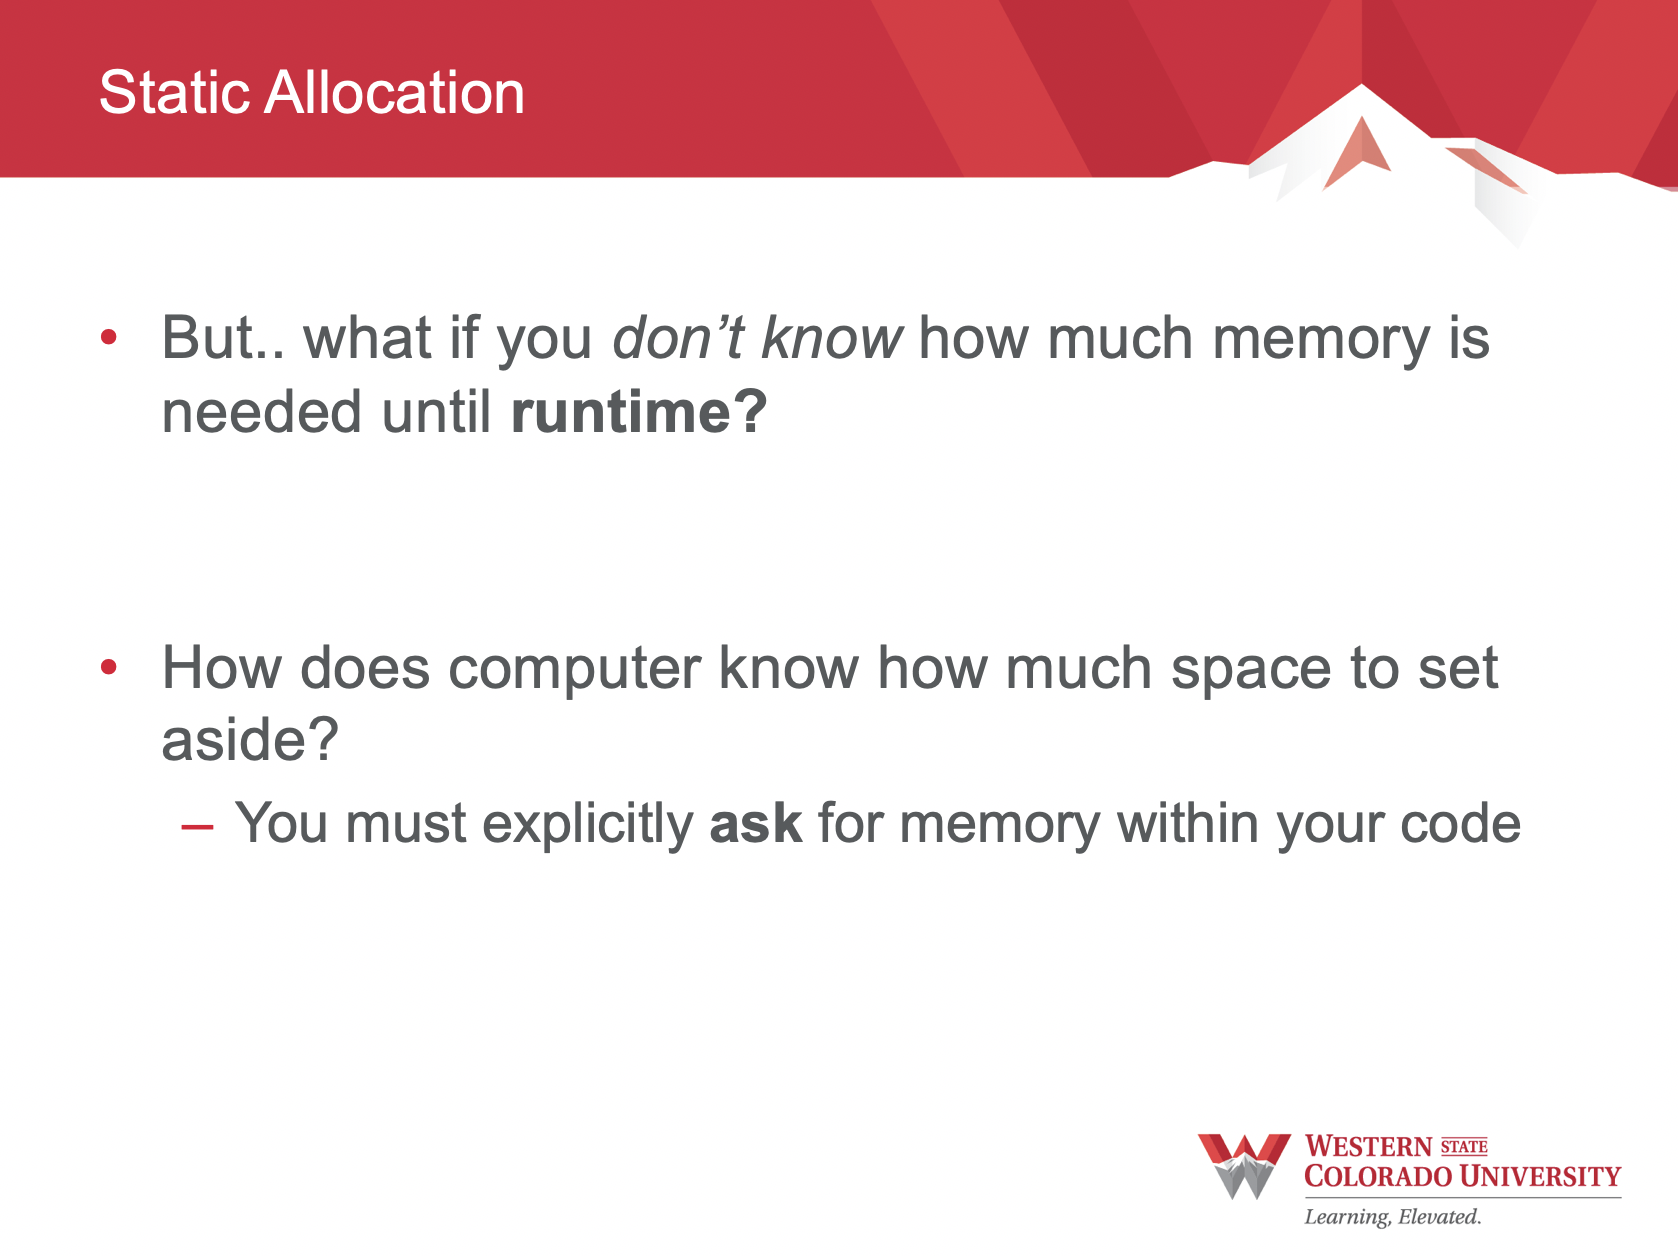 Static Allocation
• But.. what if you don’t know how much memory is
needed until runtime?
• How does computer know how much space to set
aside?
– You must explicitly ask for memory within your code
WESTERN STATE
COLORADO UNIVERSITY
Learning, Elevated.